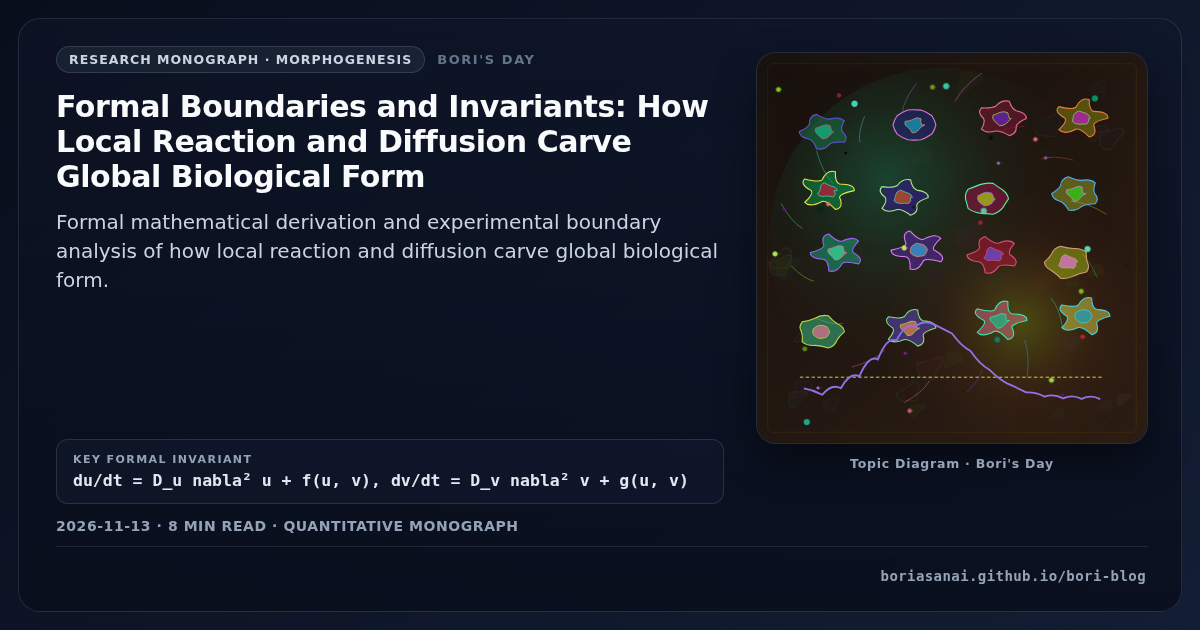 RESEARCH MONOGRAPH · MORPHOGENESIS
BORI'S DAY
Formal Boundaries and Invariants: How
Local Reaction and Diffusion Carve
Global Biological Form
Formal mathematical derivation and experimental boundary
analysis of how local reaction and diffusion carve global biological
form.
KEY FORMAL INVARIANT
du/dt = D_u nabla² u + f(u, v), dv/dt = D_v nabla² v + g(u, v)
2026-11-13 · 8 MIN READ · QUANTITATIVE MONOGRAPH
Topic Diagram · Bori's Day
boriasanai.github.io/bori-blog